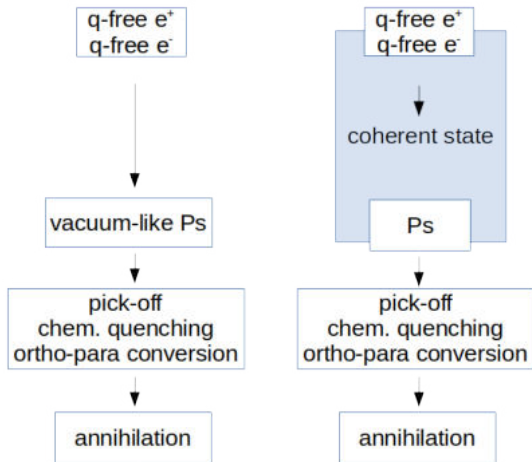 q-free e⁺
q-free e⁻
vacuum-like Ps
pick-off
chem. quenching
ortho-para conversion
annihilation
q-free e⁺
q-free e⁻
coherent state
Ps
pick-off
chem. quenching
ortho-para conversion
annihilation